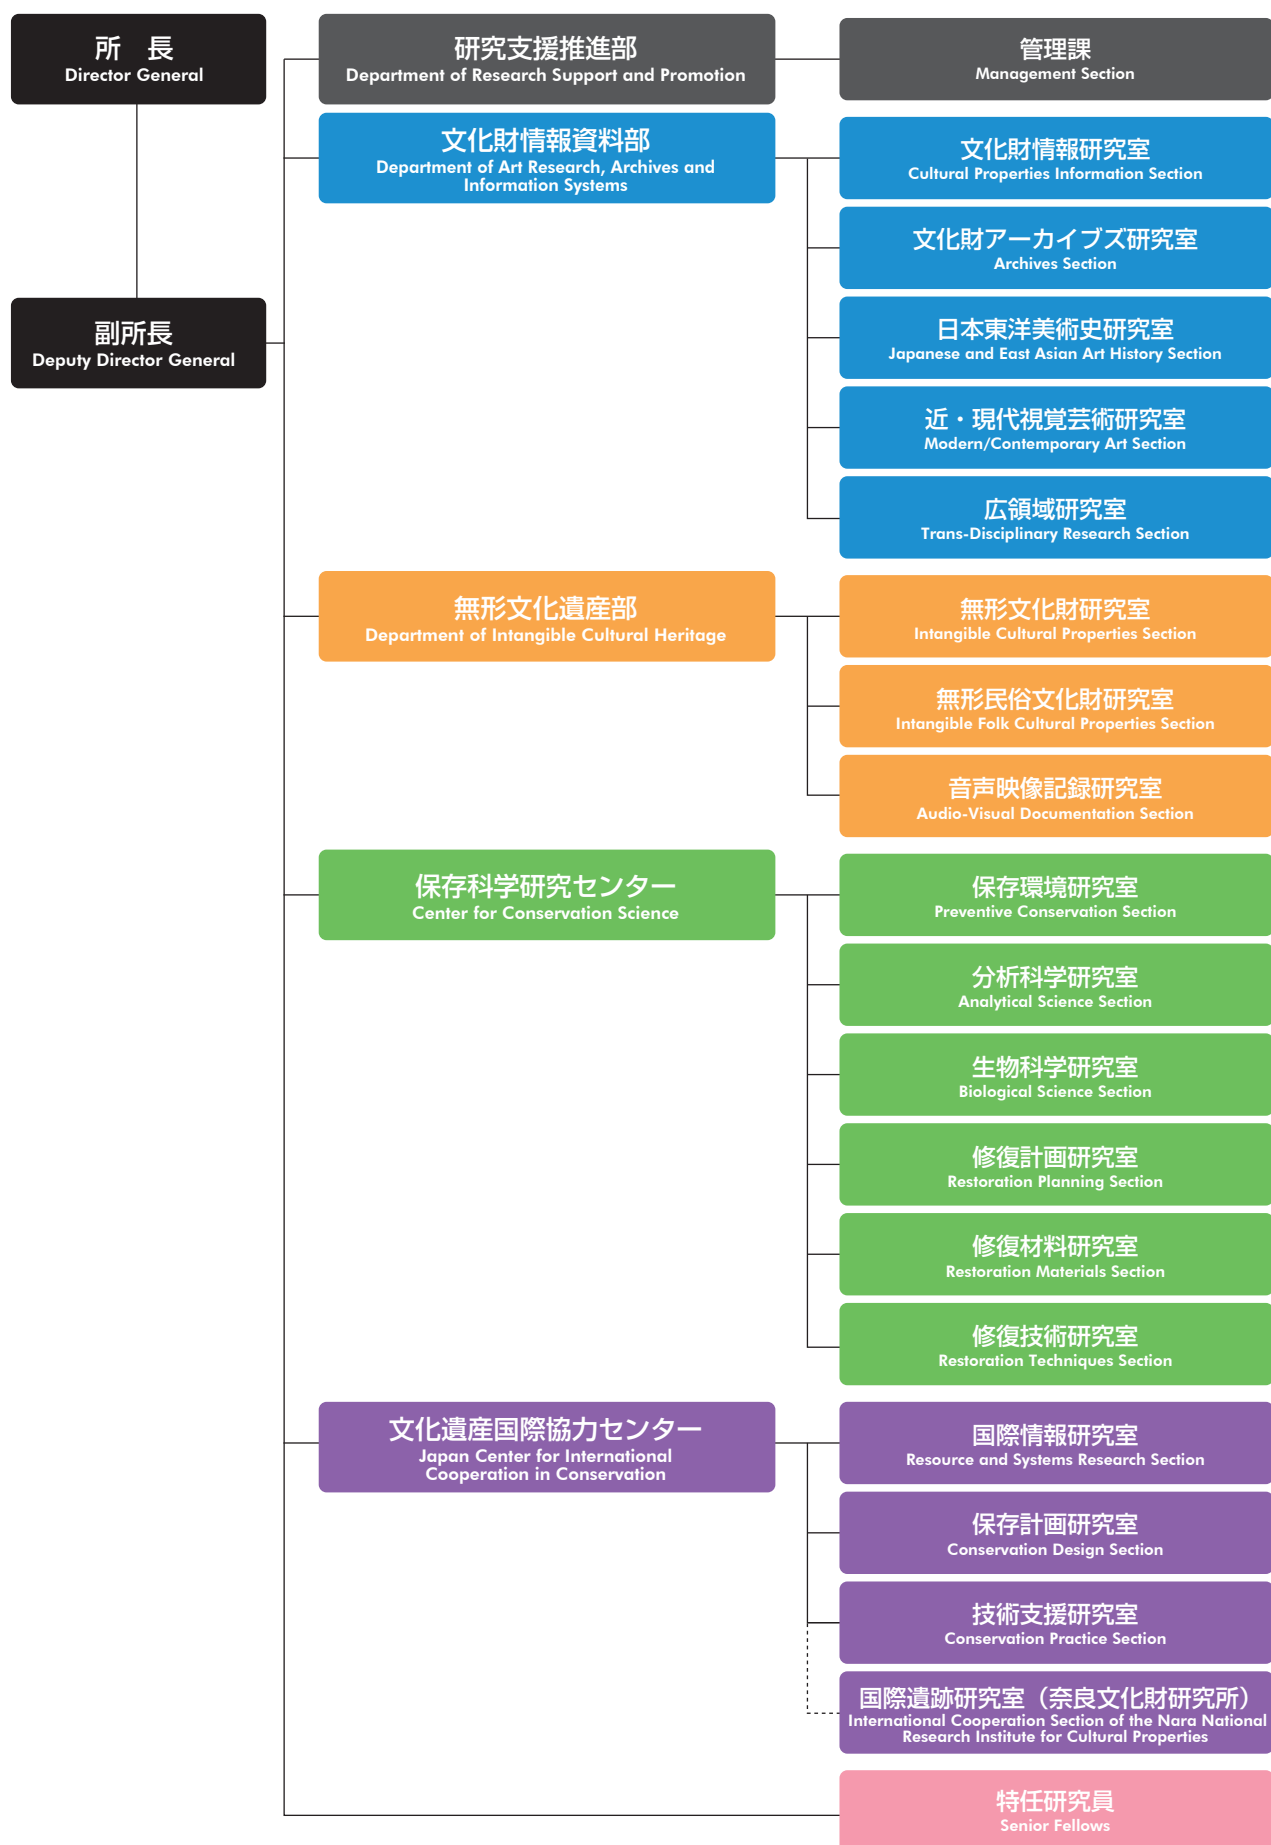 所　長
Director General
副所長
Deputy Director General
研究支援推進部
Department of Research Support and Promotion
管理課
Management Section
文化財情報資料部
Department of Art Research, Archives and
Information Systems
文化財情報研究室
Cultural Properties Information Section
文化財アーカイブズ研究室
Archives Section
日本東洋美術史研究室
Japanese and East Asian Art History Section
近・現代視覚芸術研究室
Modern/Contemporary Art Section
広領域研究室
Trans-Disciplinary Research Section
無形文化遺産部
Department of Intangible Cultural Heritage
無形文化財研究室
Intangible Cultural Properties Section
無形民俗文化財研究室
Intangible Folk Cultural Properties Section
音声映像記録研究室
Audio-Visual Documentation Section
保存科学研究センター
Center for Conservation Science
保存環境研究室
Preventive Conservation Section
分析科学研究室
Analytical Science Section
生物科学研究室
Biological Science Section
修復計画研究室
Restoration Planning Section
修復材料研究室
Restoration Materials Section
修復技術研究室
Restoration Techniques Section
文化遺産国際協力センター
Japan Center for International
Cooperation in Conservation
国際情報研究室
Resource and Systems Research Section
保存計画研究室
Conservation Design Section
技術支援研究室
Conservation Practice Section
国際遺跡研究室（奈良文化財研究所）
International Cooperation Section of the Nara National
Research Institute for Cultural Properties
特任研究員
Senior Fellows